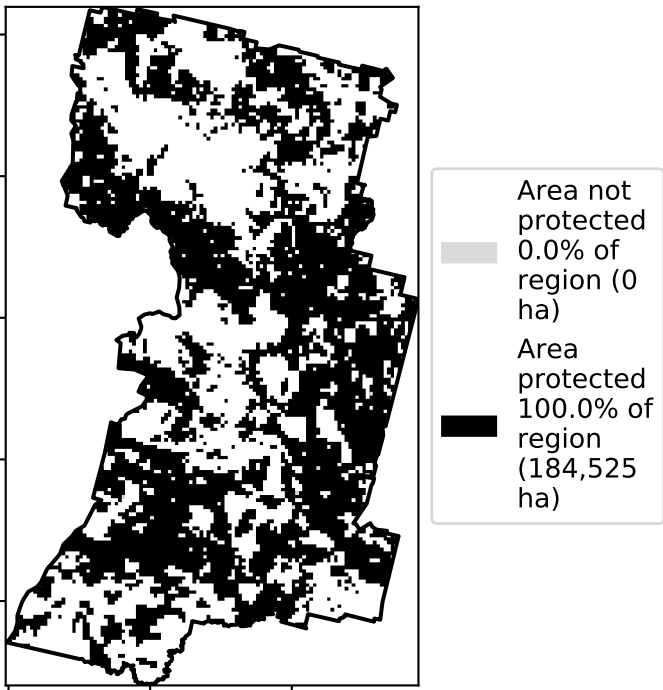 Area not
protected
0.0% of
region (0
ha)
Area
protected
100.0% of
region
(184,525
ha)